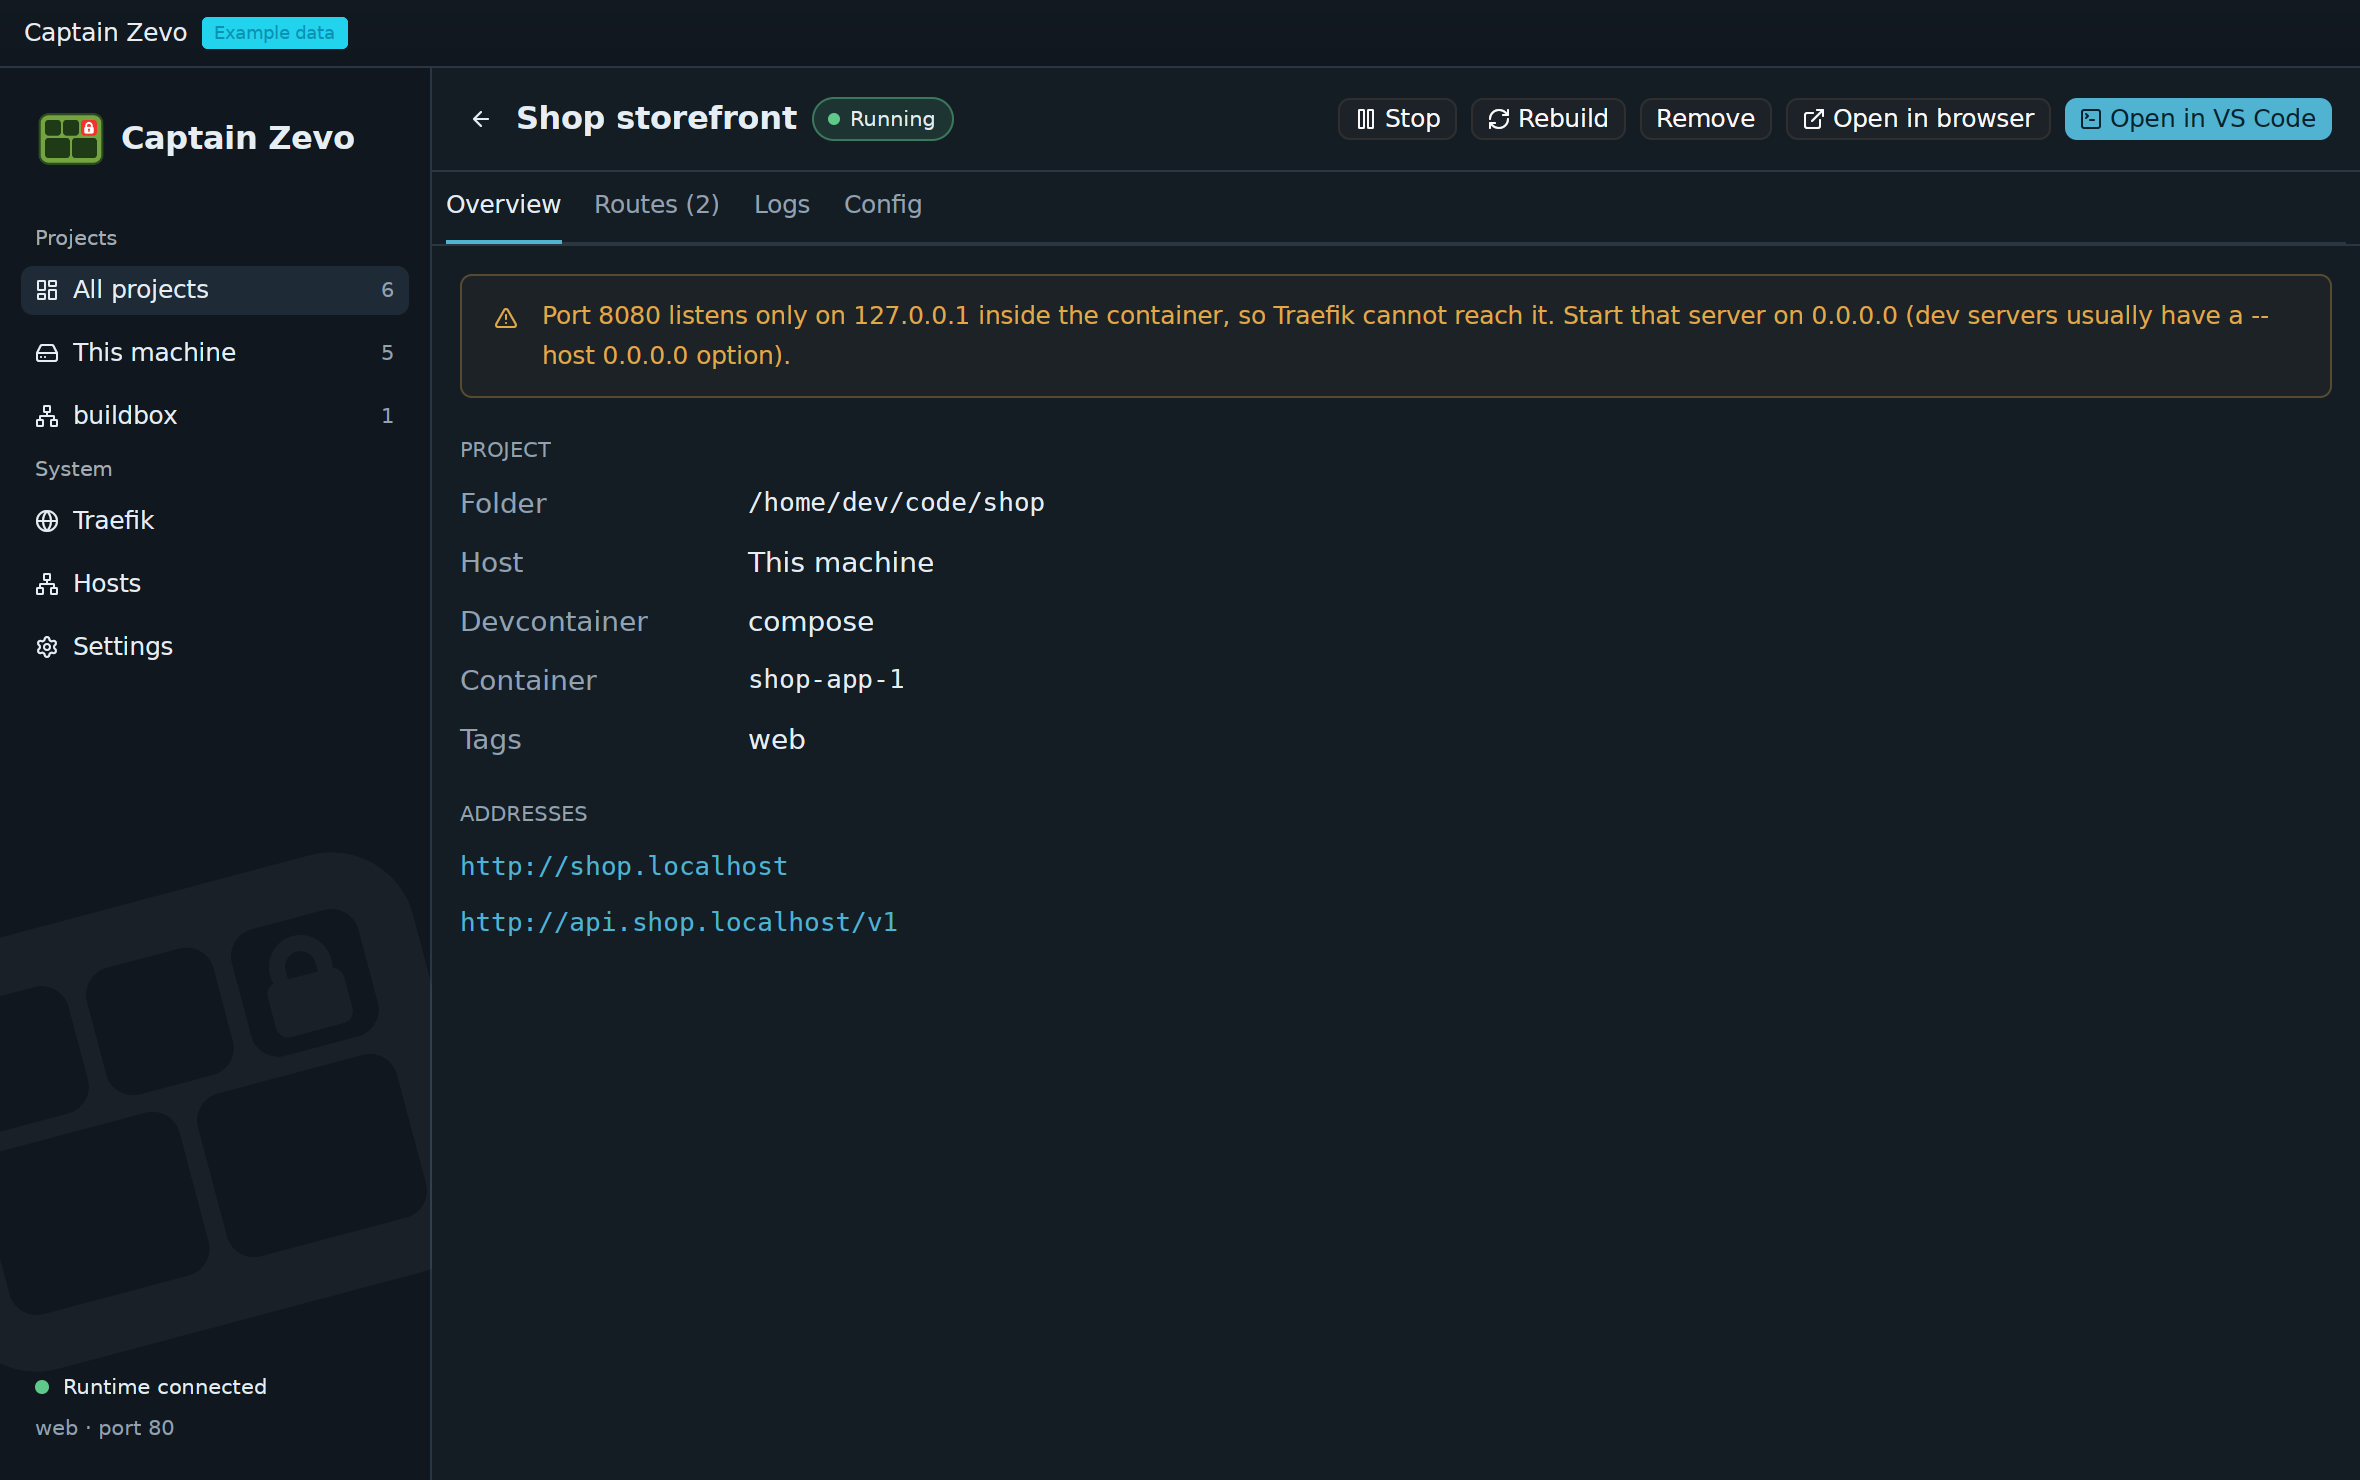 Captain Zevo Example data
Captain Zevo
Projects
All projects 6
This machine 5
buildbox 1
System
Traefik
Hosts
Settings
Runtime connected
web · port 80
Shop storefront Running Stop Rebuild Remove Open in browser Open in VS Code
Overview Routes (2) Logs Config
Port 8080 listens only on 127.0.0.1 inside the container, so Traefik cannot reach it. Start that server on 0.0.0.0 (dev servers usually have a --
host 0.0.0.0 option).
PROJECT
Folder /home/dev/code/shop
Host This machine
Devcontainer compose
Container shop-app-1
Tags web
ADDRESSES
http://shop.localhost
http://api.shop.localhost/v1